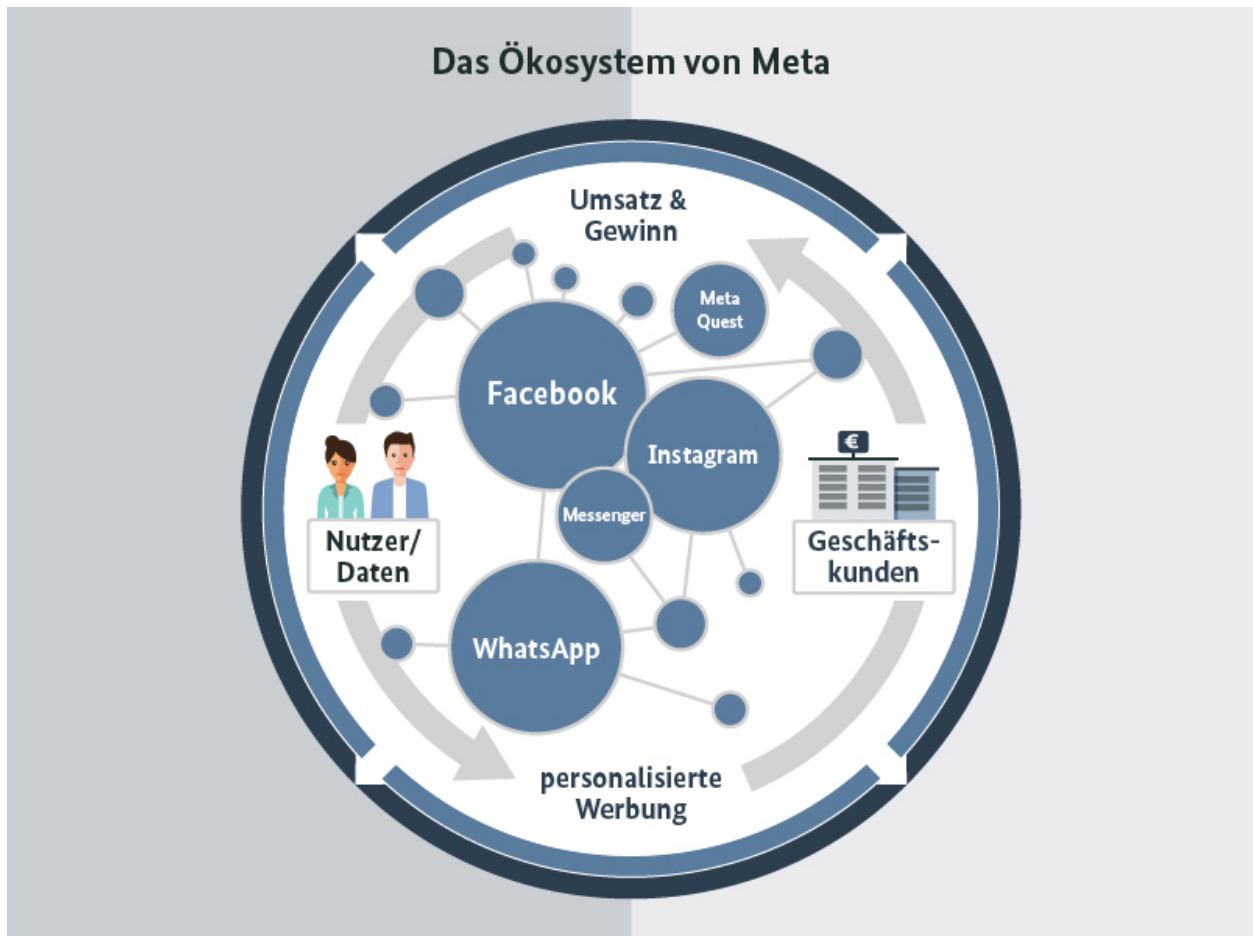 Das Ökosystem von Meta
Umsatz &
Gewinn
Meta
Quest
Facebook
Instagram
€
Messenger
Nutzer/
Daten
Geschäfts-
kunden
WhatsApp
personalisierte
Werbung